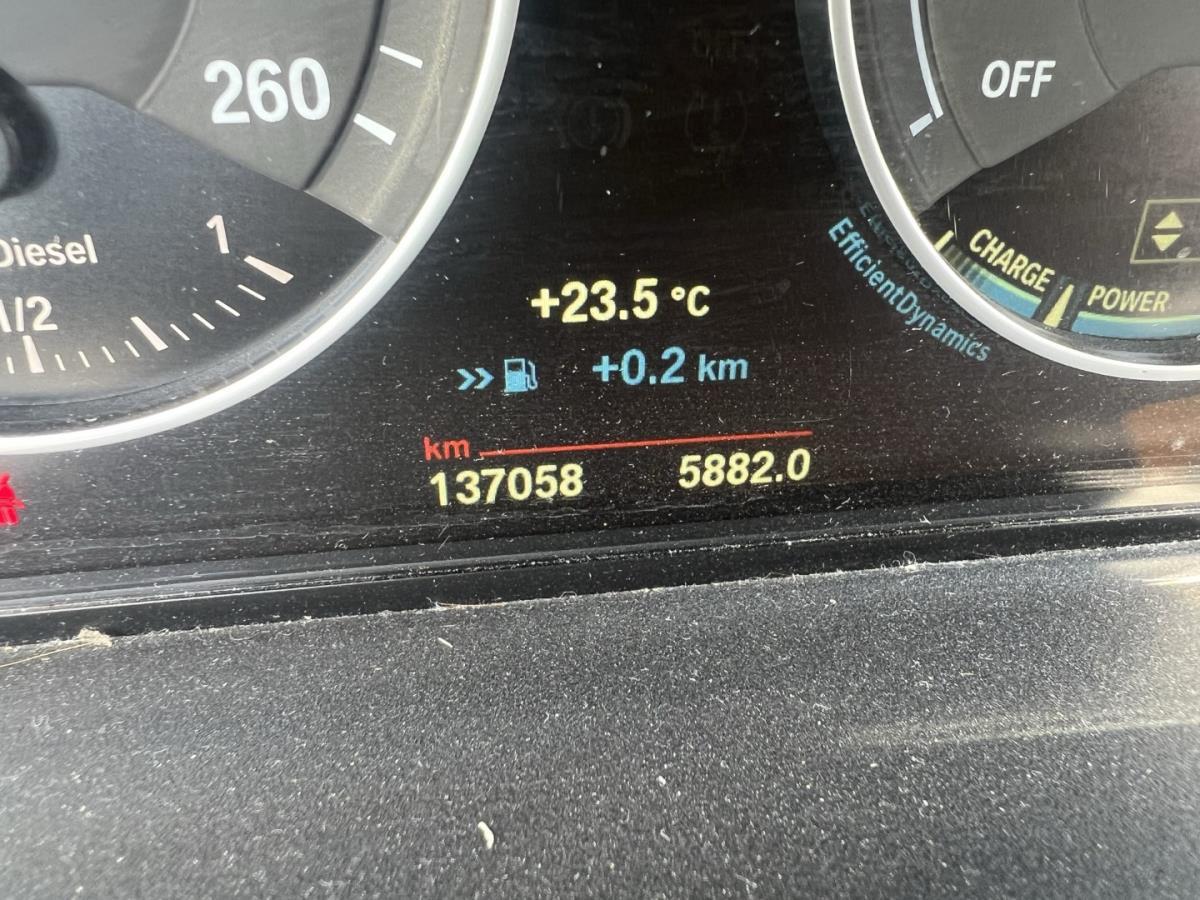 260
OFF
Diesel
1
1/2
CHARGE
POWER
EfficientDynamics
+23.5 °C
+0.2 km
km
137058
5882.0